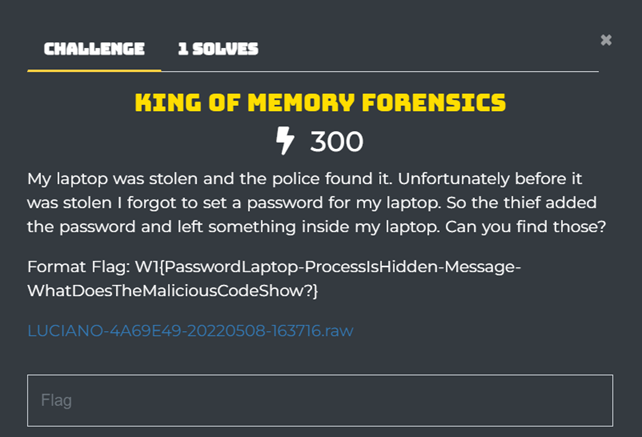 CHALLENGE 1 SOLVES ×
KING OF MEMORY FORENSICS
300
My laptop was stolen and the police found it. Unfortunately before it
was stolen I forgot to set a password for my laptop. So the thief added
the password and left something inside my laptop. Can you find those?
Format Flag: W1{PasswordLaptop-ProcessIsHidden-Message-
WhatDoesTheMaliciousCodeShow?}
LUCIANO-4A69E49-20220508-163716.raw
Flag